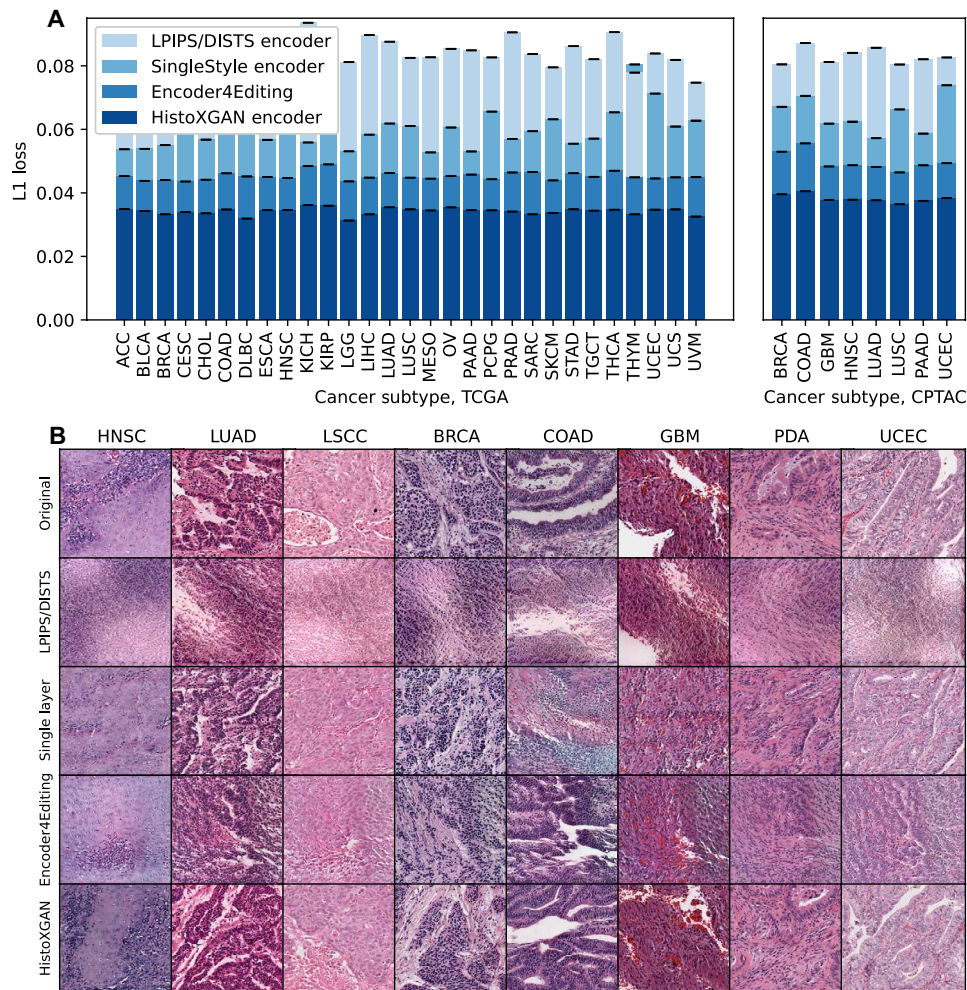 A
L1 loss
0.08
0.06
0.04
0.02
0.00
LPIPS/DISTS encoder
SingleStyle encoder
Encoder4Editing
HistoXGAN encoder
ACC
BLCA
BRCA
CESC
CHOL
COAD
DLBC
ESCA
HNSC
KICH
KIRP
LGG
LIHC
LUAD
LUSC
MESO
OV
PAAD
PCPG
PRAD
SARC
SKCM
STAD
TGCT
THCA
THYM
UCEC
UCS
UVM
Cancer subtype, TCGA
BRCA
COAD
GBM
HNSC
LUAD
LUSC
PAAD
UCEC
Cancer subtype, CPTAC
B
HNSC LUAD LSCC BRCA COAD GBM PDA UCEC
Original
LPIPS/DISTS
Single layer
Encoder4Editing
HistoXGAN